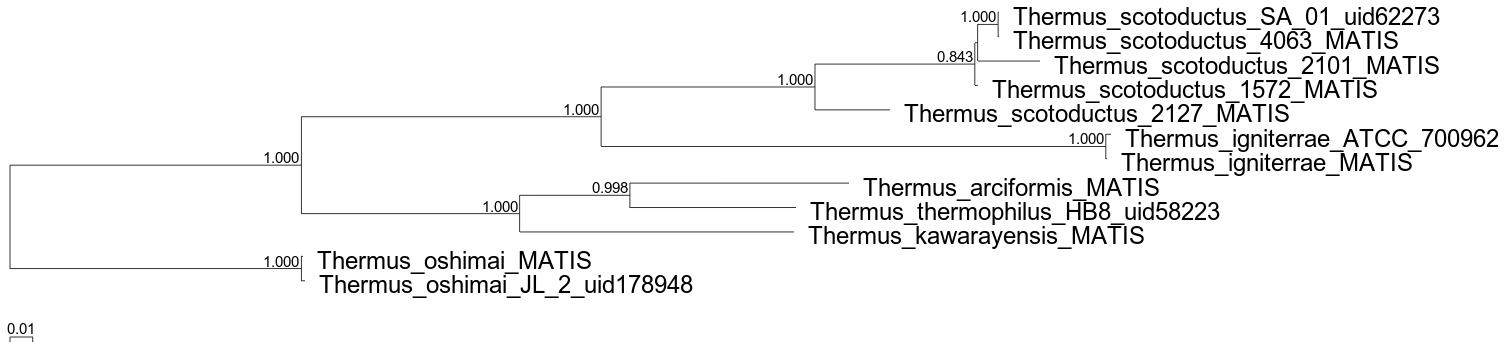 1.000 Thermus_scotoductus_SA_01_uid62273
Thermus_scotoductus_4063_MATIS
0.843 Thermus_scotoductus_2101_MATIS
1.000 Thermus_scotoductus_1572_MATIS
1.000 Thermus_scotoductus_2127_MATIS
1.000 Thermus_igniterrae_ATCC_700962
1.000 Thermus_igniterrae_MATIS
0.998 Thermus_arciformis_MATIS
1.000 Thermus_thermophilus_HB8_uid58223
Thermus_kawarayensis_MATIS
1.000 Thermus_oshimai_MATIS
Thermus_oshimai_JL_2_uid178948
0.01